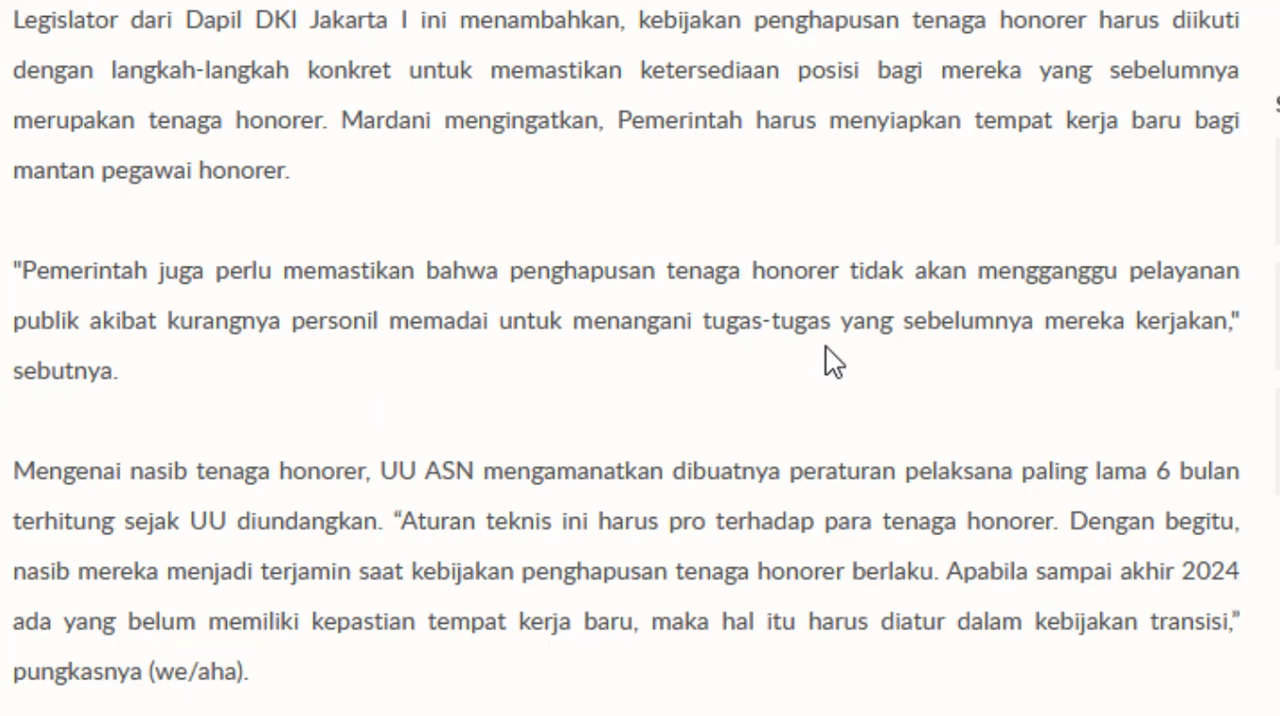 Legislator dari Dapil DKI Jakarta I ini menambahkan, kebijakan penghapusan tenaga honorer harus diikuti
dengan langkah-langkah konkret untuk memastikan ketersediaan posisi bagi mereka yang sebelumnya
merupakan tenaga honorer. Mardani mengingatkan, Pemerintah harus menyiapkan tempat kerja baru bagi
mantan pegawai honorer.
"Pemerintah juga perlu memastikan bahwa penghapusan tenaga honorer tidak akan mengganggu pelayanan
publik akibat kurangnya personil memadai untuk menangani tugas-tugas yang sebelumnya mereka kerjakan,"
sebutnya.
Mengenai nasib tenaga honorer, UU ASN mengamanatkan dibuatnya peraturan pelaksana paling lama 6 bulan
terhitung sejak UU diundangkan. “Aturan teknis ini harus pro terhadap para tenaga honorer. Dengan begitu,
nasib mereka menjadi terjamin saat kebijakan penghapusan tenaga honorer berlaku. Apabila sampai akhir 2024
ada yang belum memiliki kepastian tempat kerja baru, maka hal itu harus diatur dalam kebijakan transisi,”
pungkasnya (we/aha).